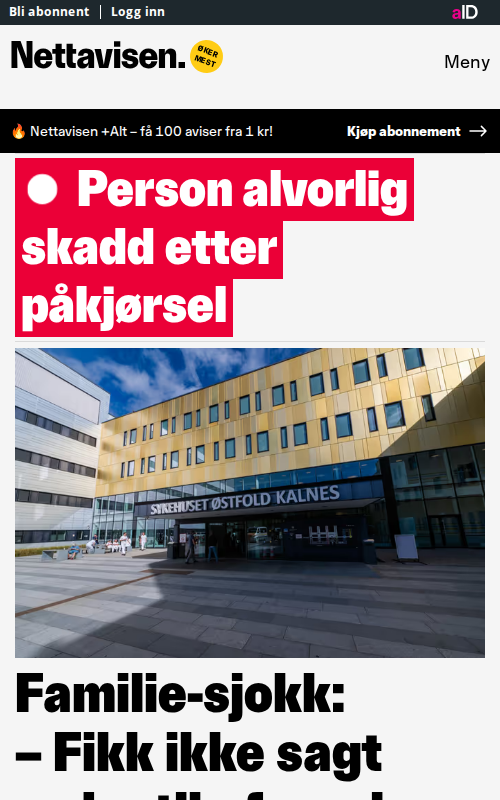 Bli abonnent | Logg inn
aID
Nettavisen.
ØKER
MEST
Meny
🔥 Nettavisen +Alt – få 100 aviser fra 1 kr!
Kjøp abonnement →
Person alvorlig
skadd etter
påkjørsel
SYKEHUSET ØSTFOLD KALNES
Familie-sjokk:
– Fikk ikke sagt